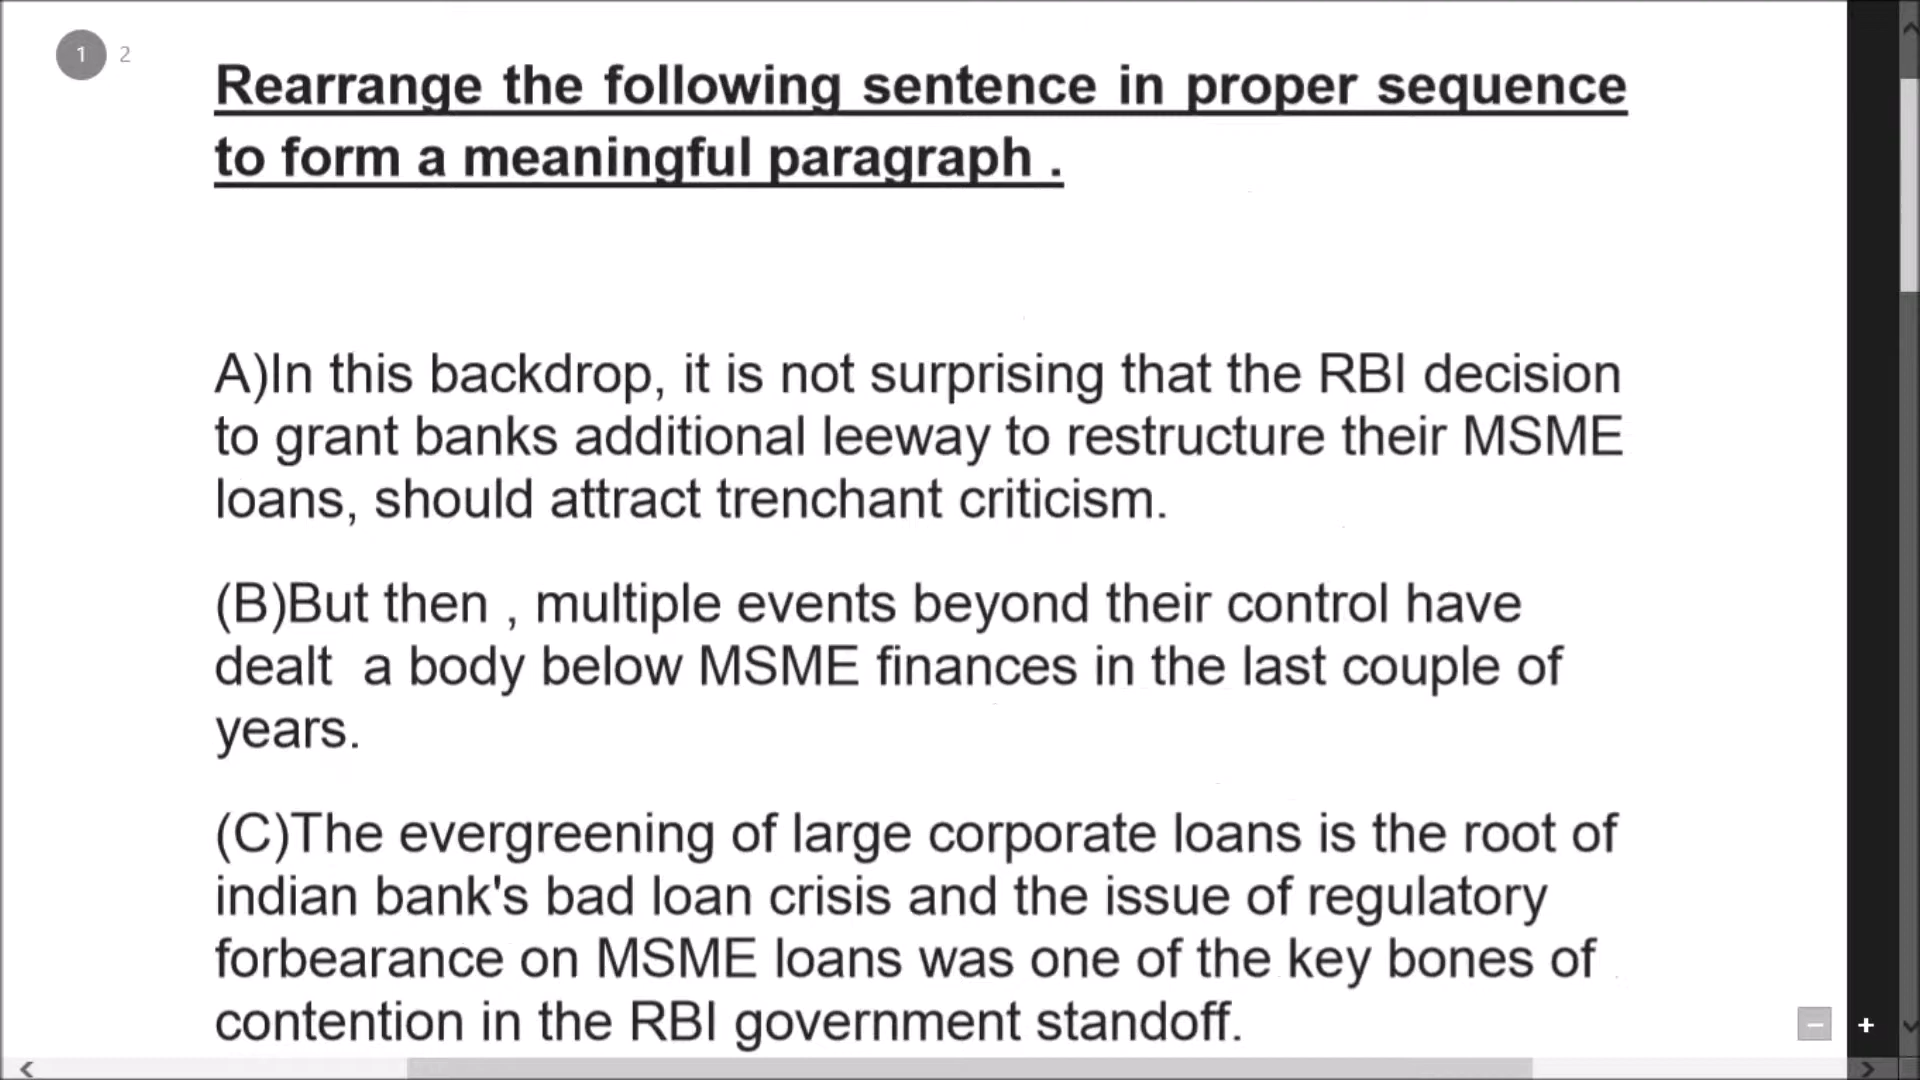 1 2
Rearrange the following sentence in proper sequence
to form a meaningful paragraph .
A)In this backdrop, it is not surprising that the RBI decision
to grant banks additional leeway to restructure their MSME
loans, should attract trenchant criticism.
(B)But then , multiple events beyond their control have
dealt a body below MSME finances in the last couple of
years.
(C)The evergreening of large corporate loans is the root of
indian bank's bad loan crisis and the issue of regulatory
forbearance on MSME loans was one of the key bones of
contention in the RBI government standoff.